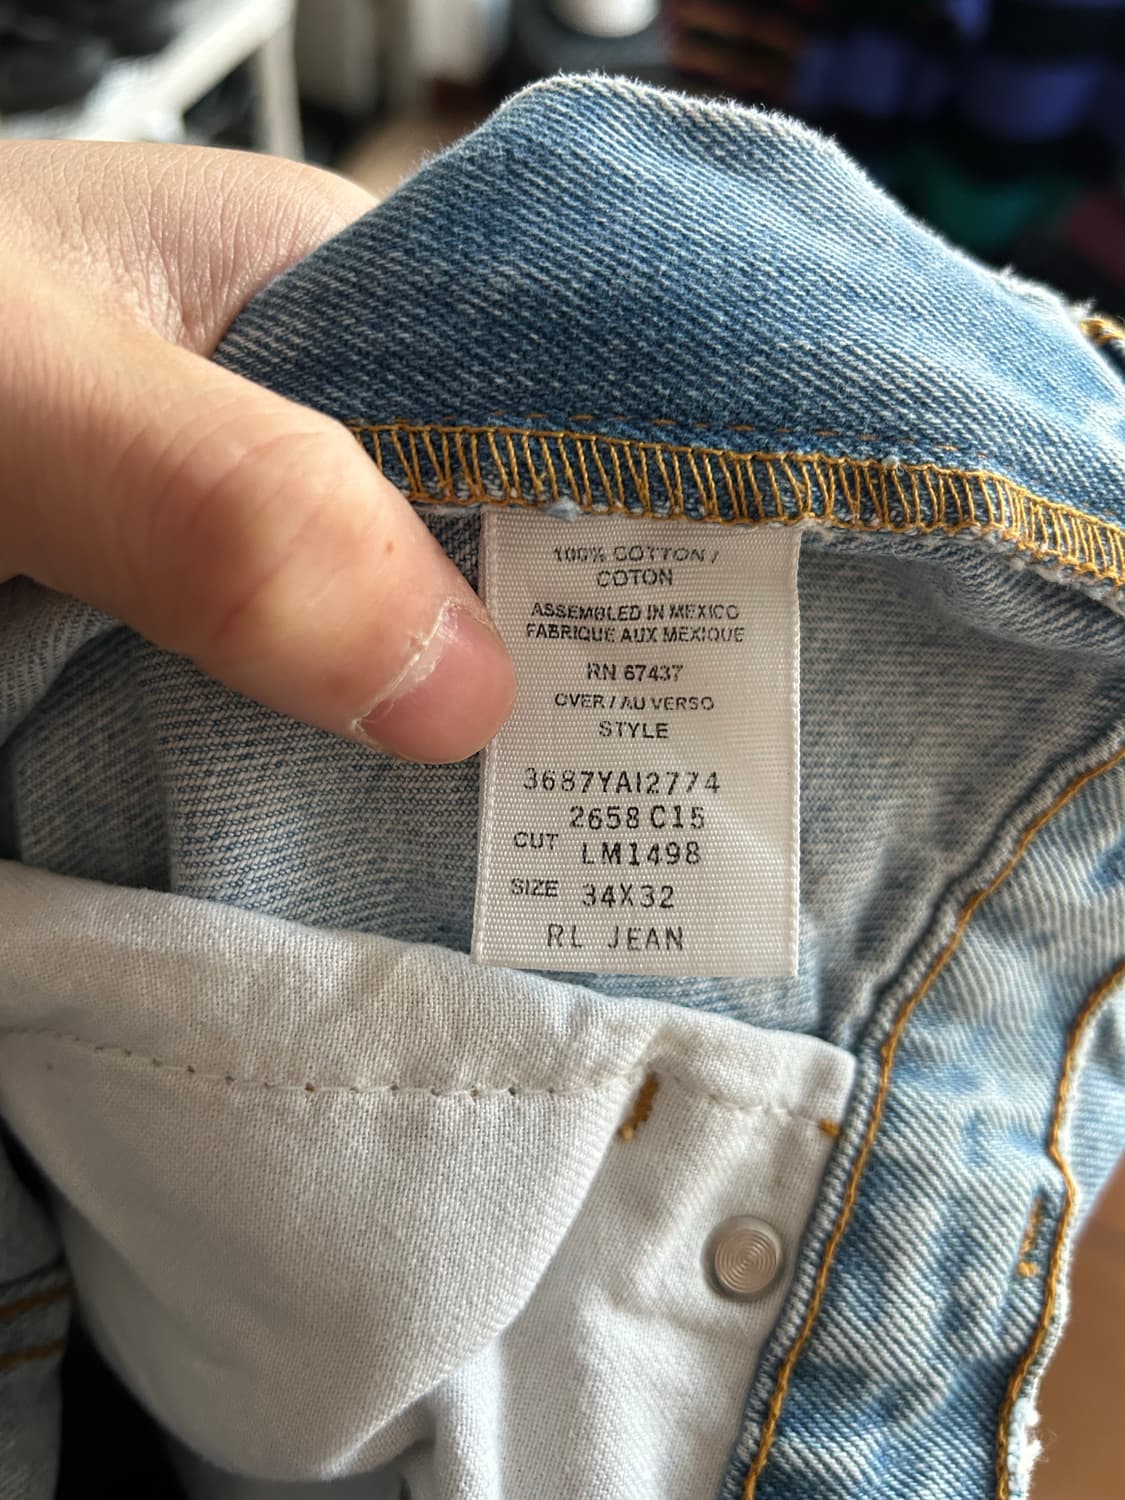 100% COTTON /
COTON
ASSEMBLED IN MEXICO
FABRIQUE AUX MEXIQUE
RN 67437
OVER / AU VERSO
STYLE
3687YAI2774
2658 C15
CUT LM1498
SIZE 34X32
RL JEAN